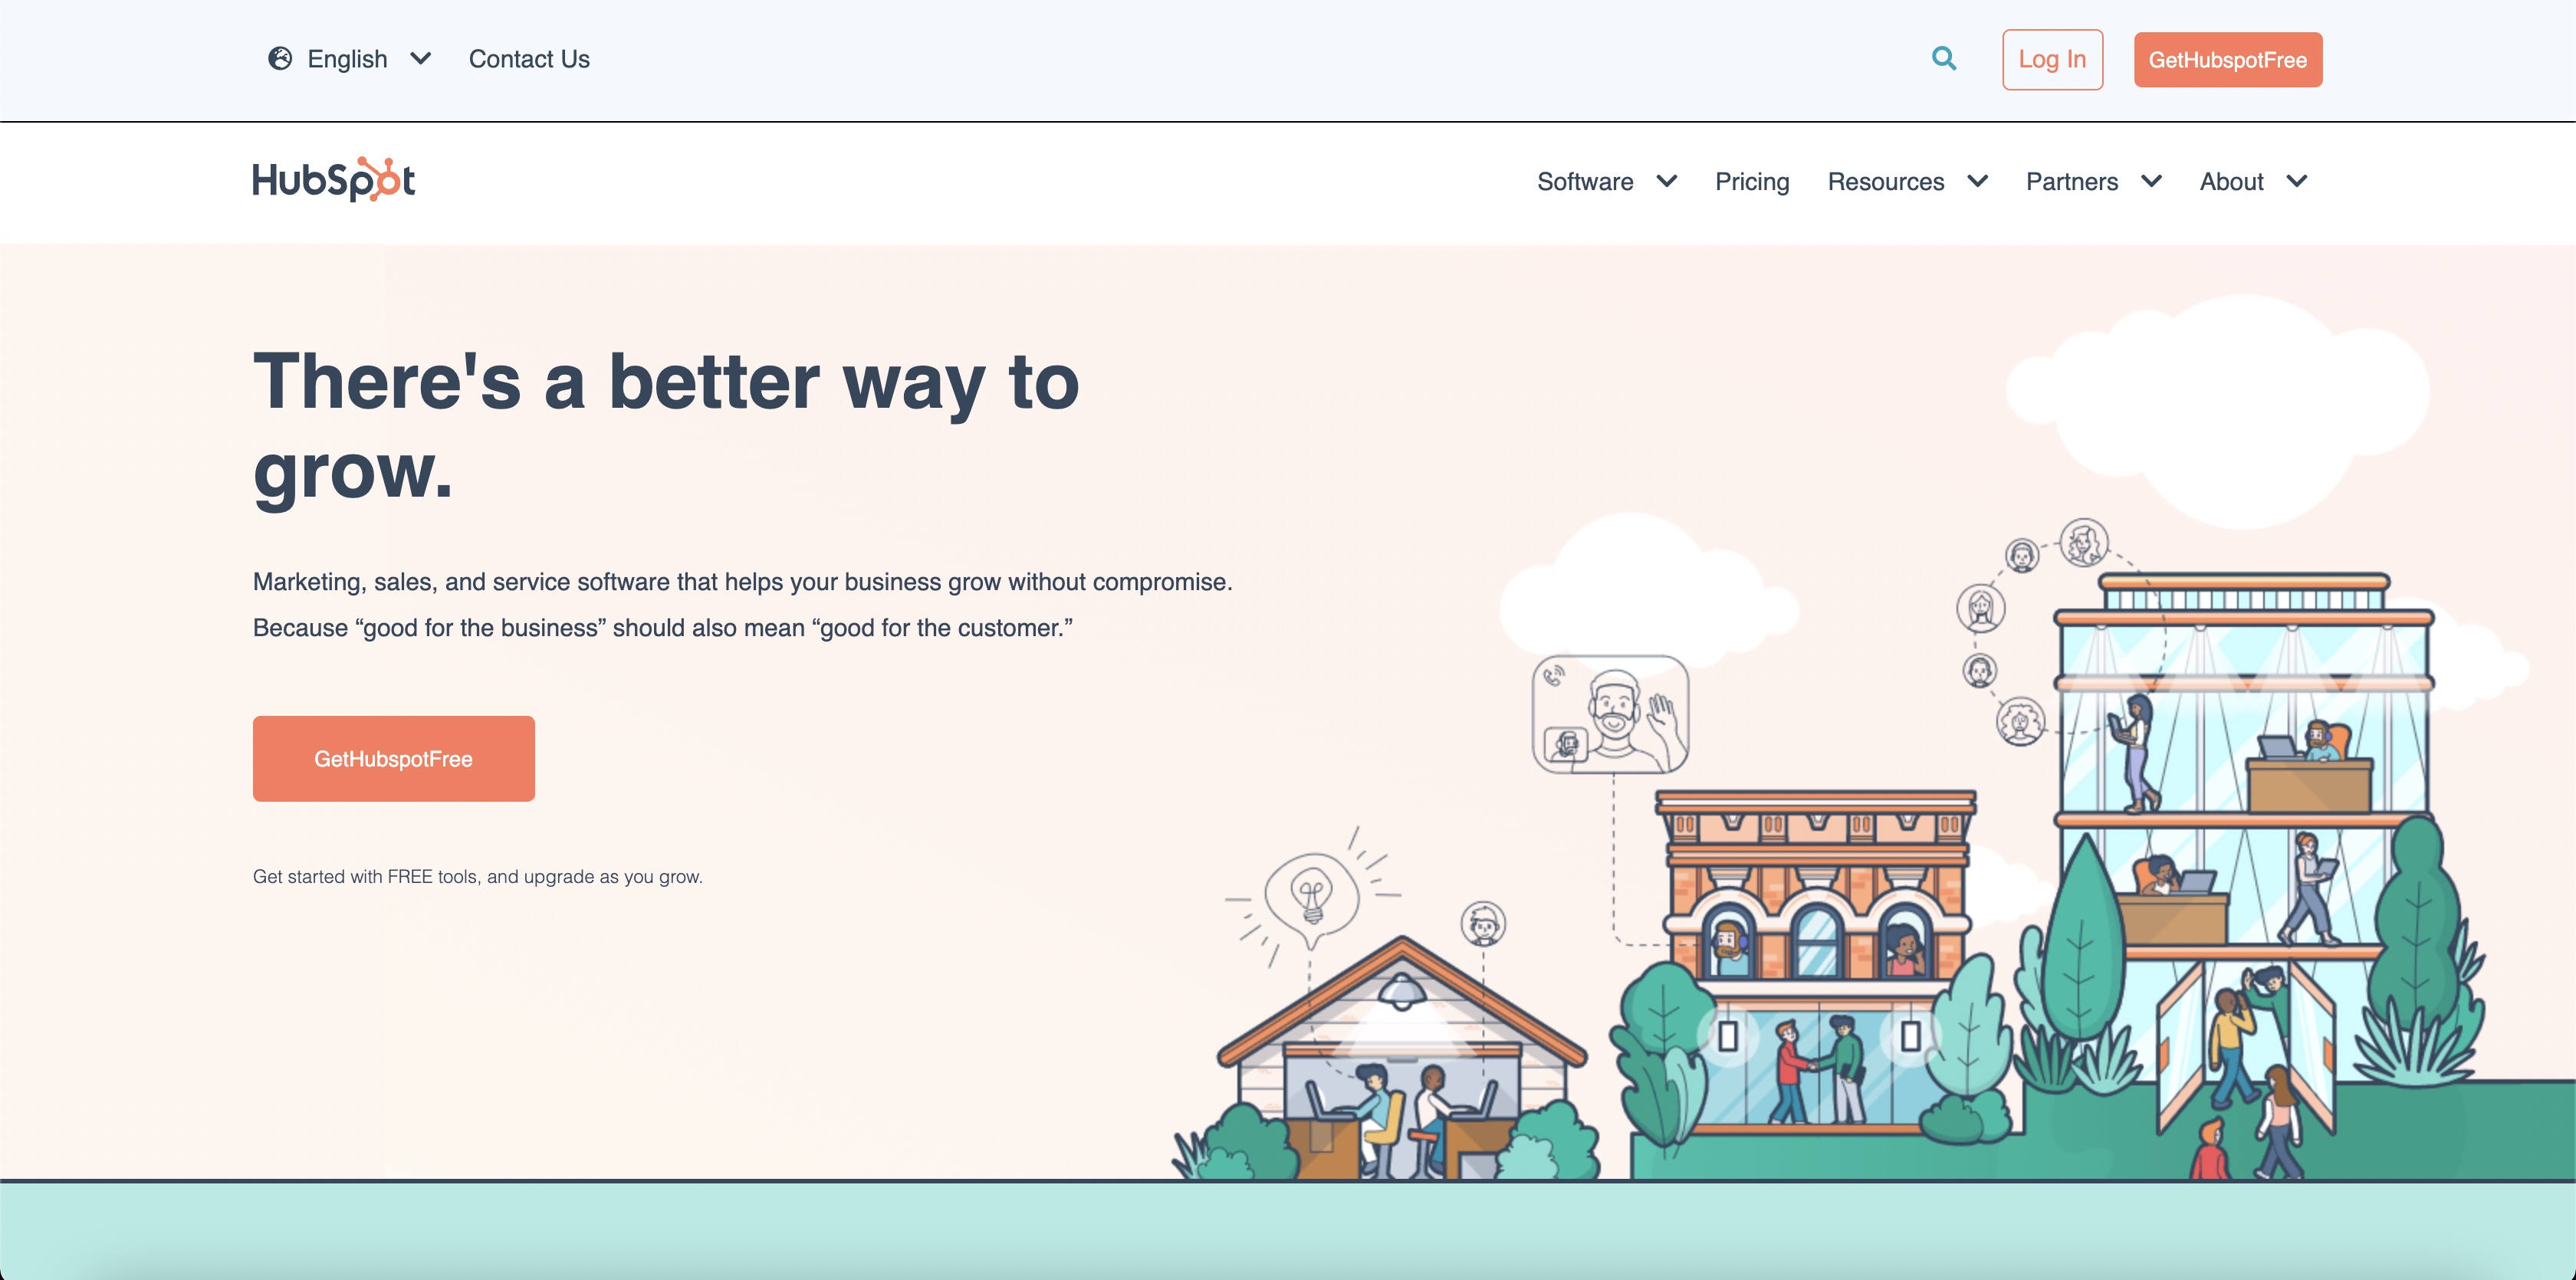 English
Contact Us
Log In
GetHubspotFree
HubSpot
Software
Pricing
Resources
Partners
About
There's a better way to
grow.
Marketing, sales, and service software that helps your business grow without compromise.
Because “good for the business” should also mean “good for the customer.”
GetHubspotFree
Get started with FREE tools, and upgrade as you grow.